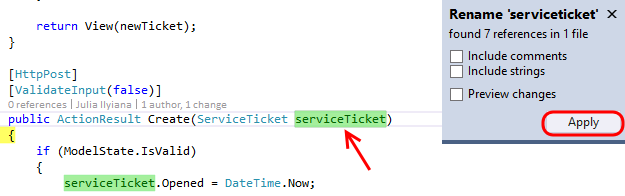 return View(newTicket);
}
[HttpPost]
[ValidateInput(false)]
0 references | Julia Ilyiana | 1 author, 1 change
public ActionResult Create(ServiceTicket serviceTicket)
{
if (ModelState.IsValid)
{
serviceTicket.Opened = DateTime.Now;
Rename 'serviceticket'
found 7 references in 1 file
Include comments
Include strings
Preview changes
Apply